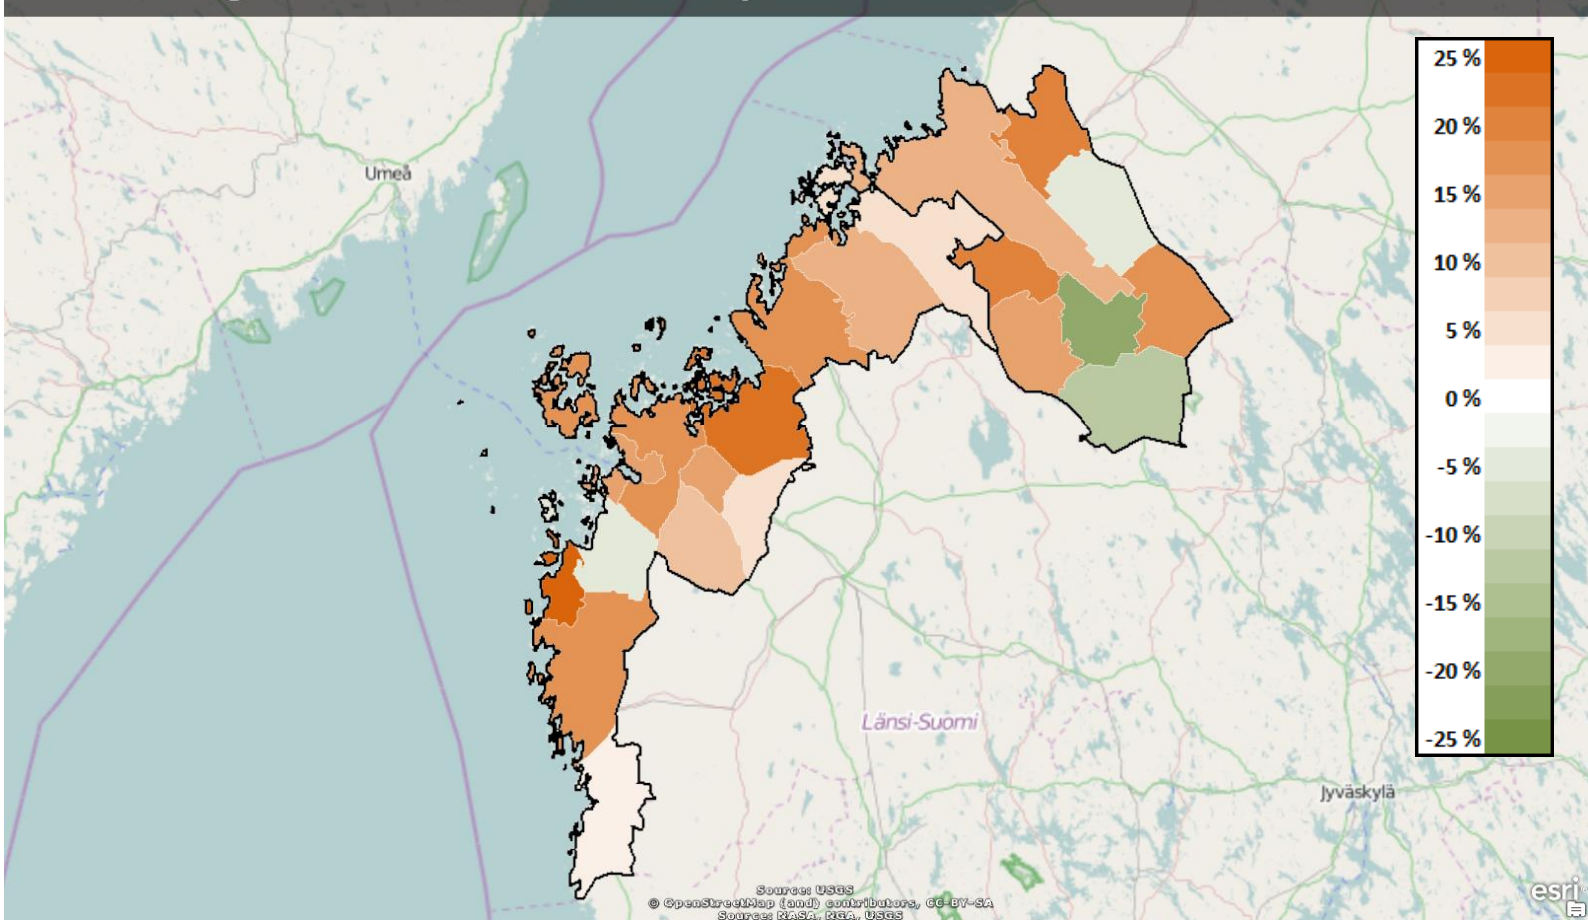 25 %
20 %
15 %
10 %
5 %
0 %
-5 %
-10 %
-15 %
-20 %
-25 %
Umeå
Länsi-Suomi
Jyväskylä
Source: USGS
© OpenStreetMap (and) contributors, CC-BY-SA
Source: NASA, NGA, USGS
esri